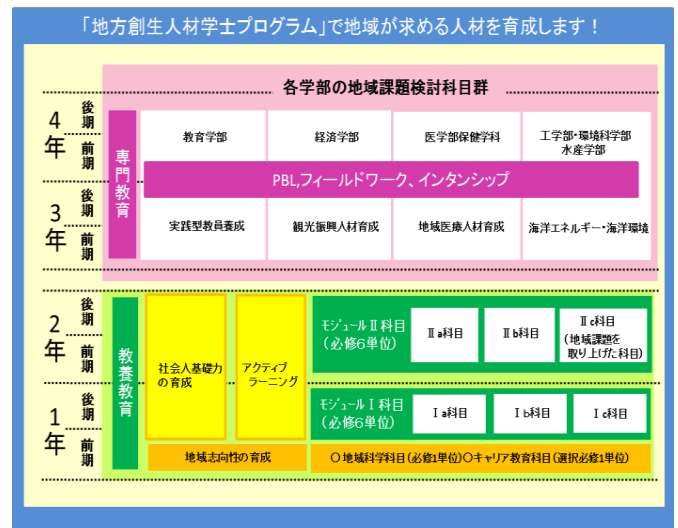 「地方創生人材学士プログラム」で地域が求める人材を育成します！
各学部の地域課題検討科目群
4年
後期
前期
専門教育
教育学部
経済学部
医学部保健学科
工学部・環境科学部
水産学部
PBL,フィールドワーク、インタンシップ
3年
後期
前期
実践型教員養成
観光振興人材育成
地域医療人材育成
海洋エネルギー・海洋環境
2年
後期
前期
教養教育
社会人基礎力
の育成
アクティブ
ラーニング
モジュールⅡ科目
(必修6単位)
Ⅱa科目
Ⅱb科目
Ⅱc科目
(地域課題を
取り上げた科目)
1年
後期
前期
モジュールⅠ科目
(必修6単位)
Ⅰa科目
Ⅰb科目
Ⅰc科目
地域志向性の育成
○地域科学科目(必修1単位)○キャリア教育科目(選択必修1単位)